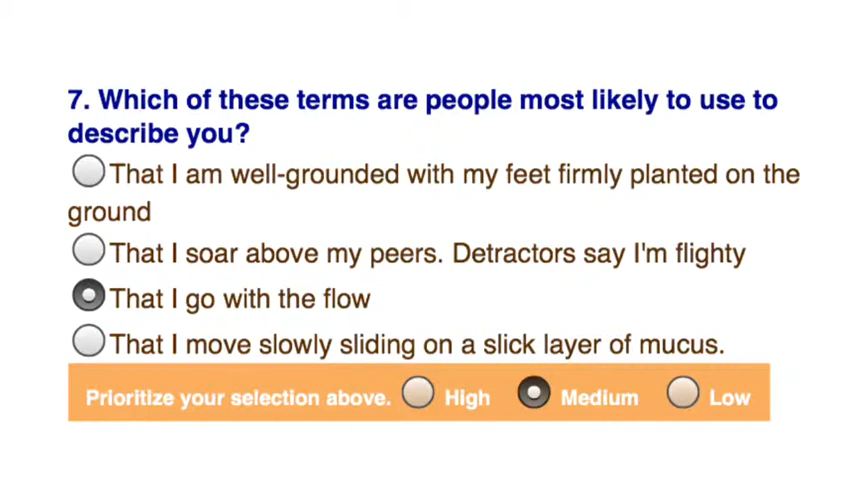 7. Which of these terms are people most likely to use to
describe you?
That I am well-grounded with my feet firmly planted on the
ground
That I soar above my peers. Detractors say I'm flighty
That I go with the flow
That I move slowly sliding on a slick layer of mucus.
Prioritize your selection above. High Medium Low